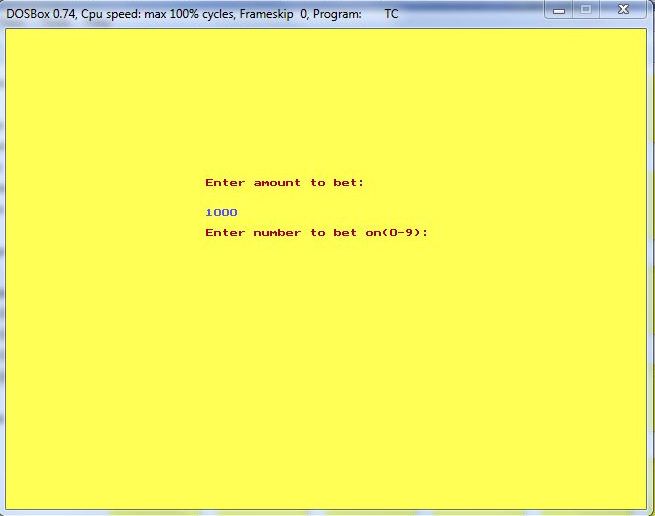 DOSBox 0.74, Cpu speed: max 100% cycles, Frameskip  0, Program:       TC
Enter amount to bet:
1000
Enter number to bet on(0-9):